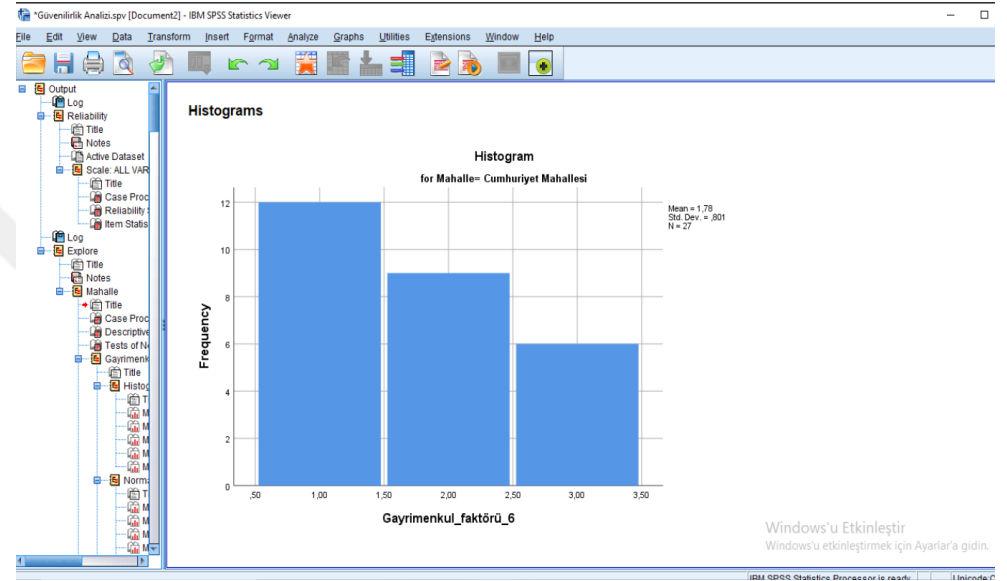 *Güvenilirlik Analizi.spv [Document2] - IBM SPSS Statistics Viewer
File Edit View Data Transform Insert Format Analyze Graphs Utilities Extensions Window Help
Output
Log
Reliability
Title
Notes
Active Dataset
Scale: ALL VAR
Title
Case Proc
Reliability
Item Statis
Log
Explore
Title
Notes
Mahalle
Title
Case Proc
Descriptive
Tests of N
Gayrimenk
Title
Histog
T
M
M
M
M
M
Norma
T
M
M
M
M
Histograms
Histogram
for Mahalle= Cumhuriyet Mahallesi
Mean = 1,78
Std. Dev. = ,801
N = 27
Frequency
12
10
8
6
4
2
0
,50 1,00 1,50 2,00 2,50 3,00 3,50
Gayrimenkul_faktörü_6
Windows'u Etkinleştir
Windows'u etkinleştirmek için Ayarlar'a gidin.
IBM SPSS Statistics Processor is ready Unicode: